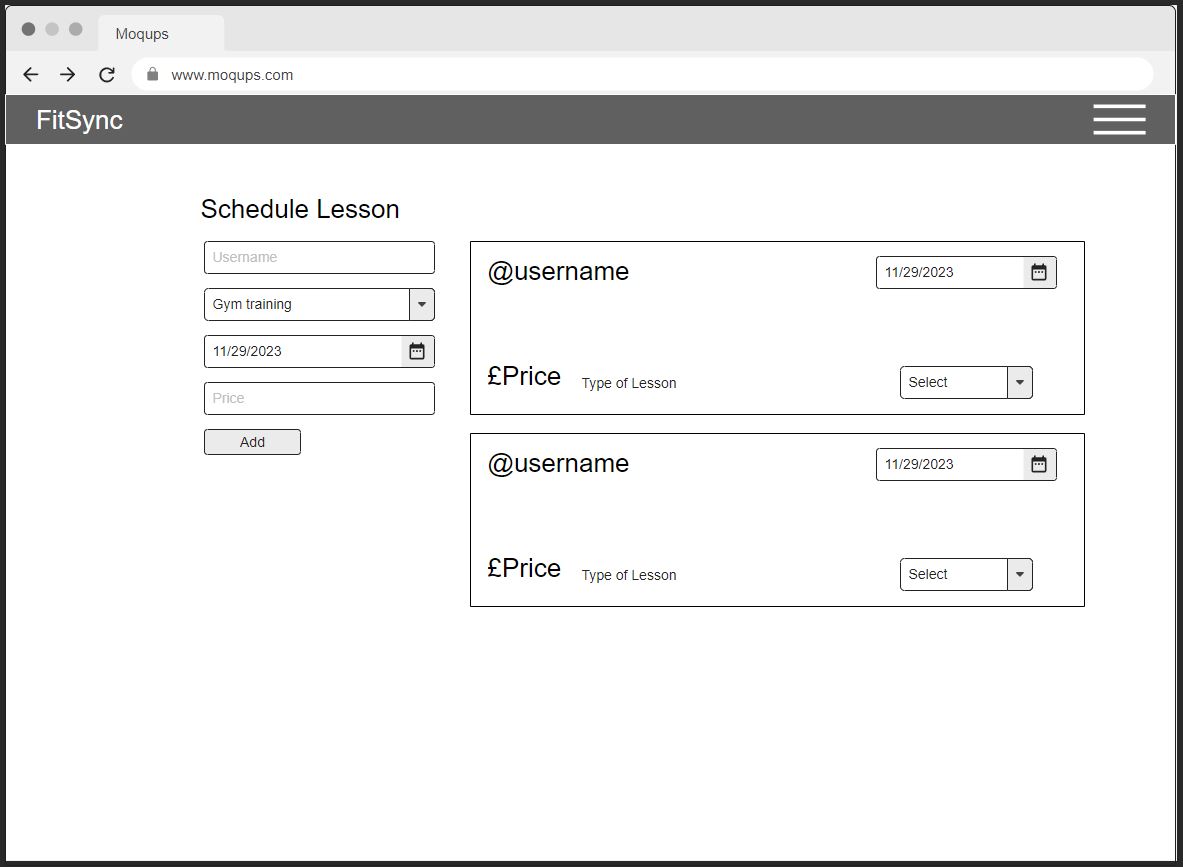 Moqups
www.moqups.com
FitSync
Schedule Lesson
Username
Gym training
11/29/2023
Price
Add
@username
11/29/2023
£Price
Type of Lesson
Select
@username
11/29/2023
£Price
Type of Lesson
Select